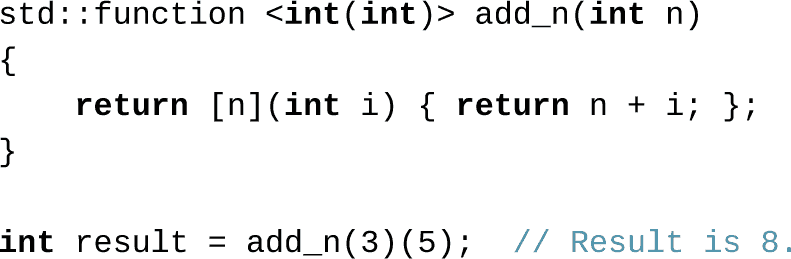 std::function <int(int)> add_n(int n)
{
    return [n](int i) { return n + i; };
}

int result = add_n(3)(5);  // Result is 8.